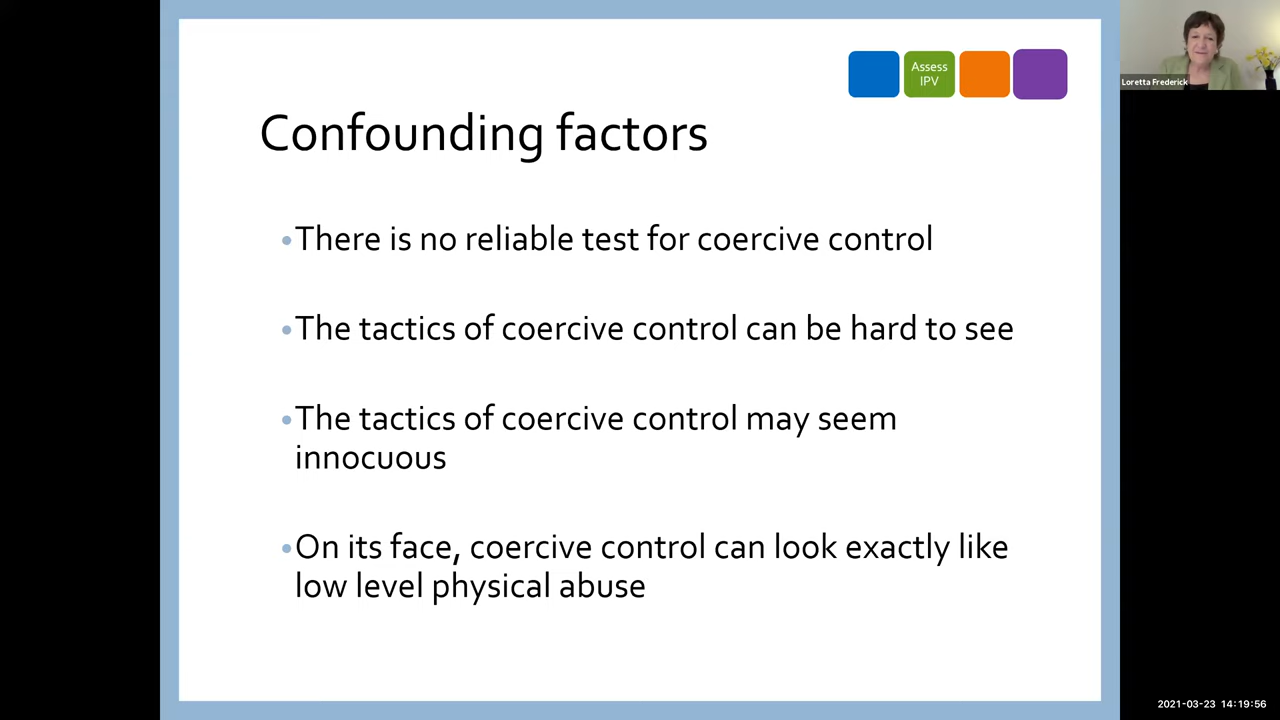 Assess
IPV
Loretta Frederick
Confounding factors
•There is no reliable test for coercive control
•The tactics of coercive control can be hard to see
•The tactics of coercive control may seem
innocuous
•On its face, coercive control can look exactly like
low level physical abuse
2021-03-23 14:19:56